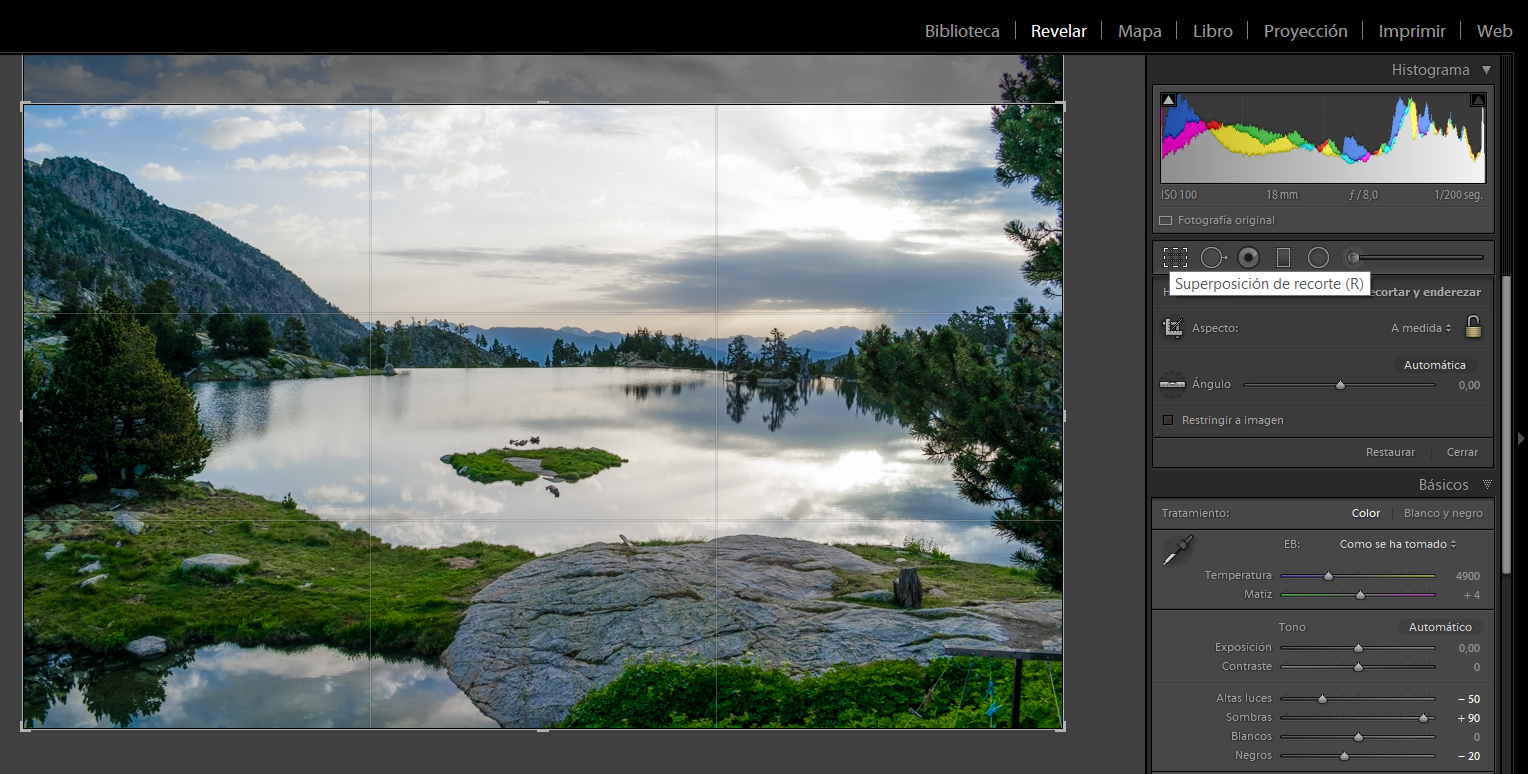 Biblioteca | Revelar | Mapa | Libro | Proyección | Imprimir | Web
Histograma
ISO 100 18 mm ƒ / 8,0 1/200 seg.
Fotografía original
Superposición de recorte (R)
ecortar y enderezar
Aspecto: A medida
Automática
Ángulo 0,00
Restringir a imagen
Restaurar Cerrar
Básicos
Tratamiento: Color | Blanco y negro
EB: Como se ha tomado
Temperatura 4900
Matiz + 4
Tono Automático
Exposición 0,00
Contraste 0
Altas luces − 50
Sombras + 90
Blancos 0
Negros − 20